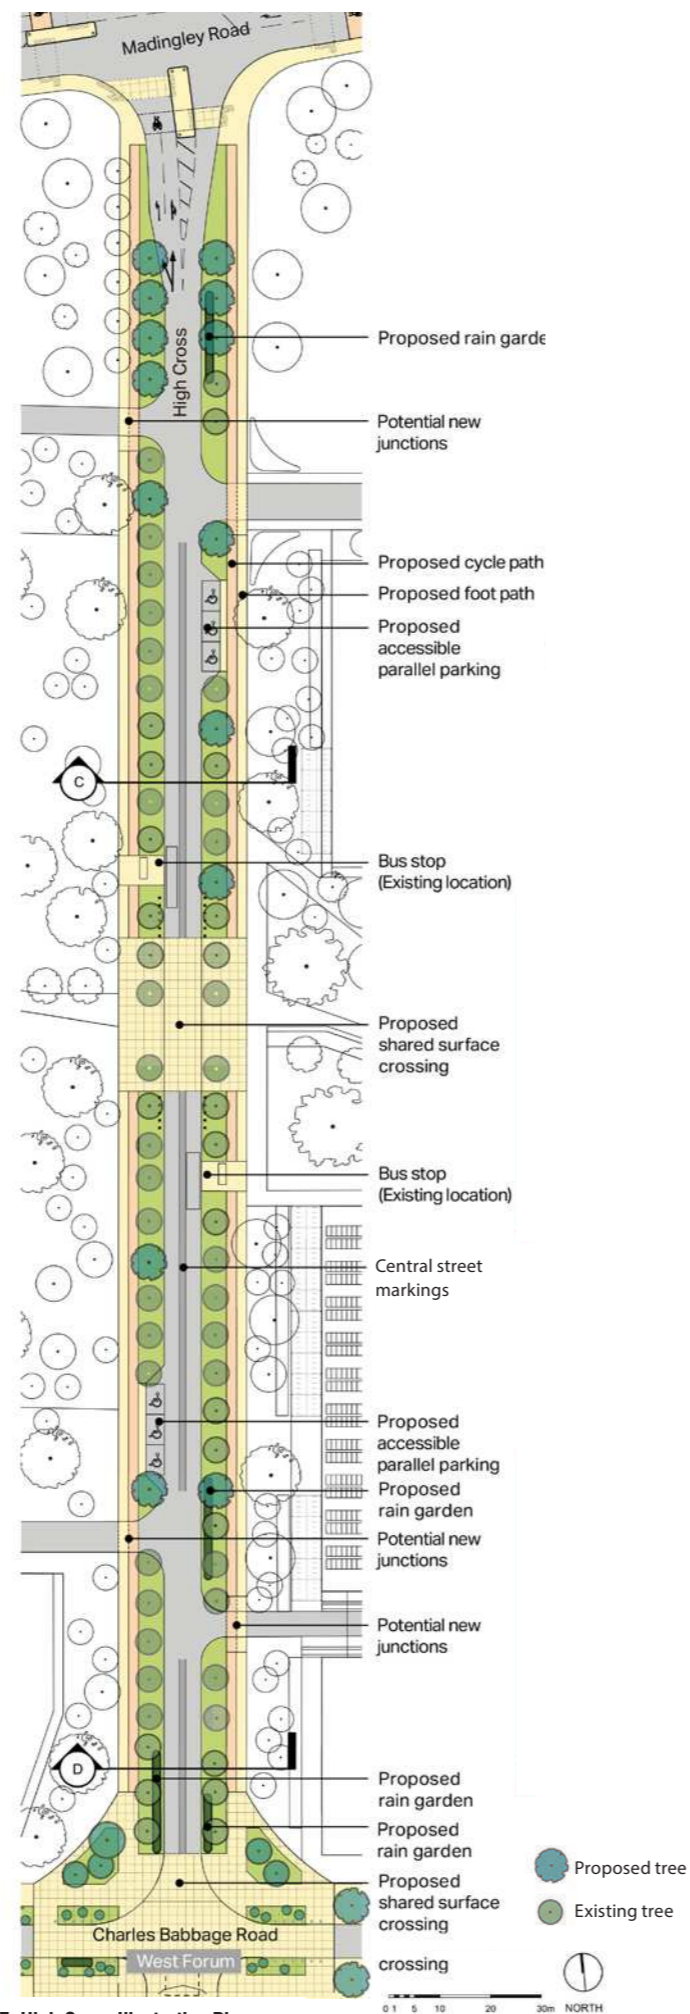 Madingley Road
High Cross
Proposed rain garde
Potential new
junctions
Proposed cycle path
Proposed foot path
Proposed
accessible
parallel parking
C
Bus stop
(Existing location)
Proposed
shared surface
crossing
Bus stop
(Existing location)
Central street
markings
Proposed
accessible
parallel parking
Proposed
rain garden
Potential new
junctions
Potential new
junctions
D
Proposed
rain garden
Proposed
rain garden
Proposed tree
Proposed
shared surface
crossing
Existing tree
Charles Babbage Road
West Forum
crossing
0 1 5 10 20 30m
NORTH